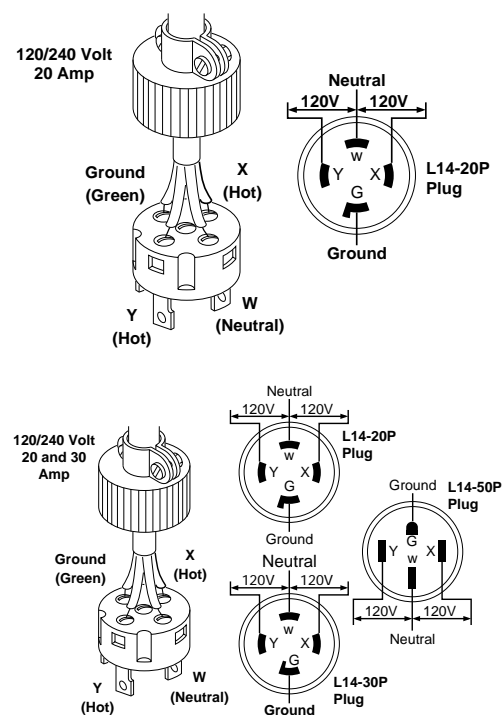 120/240 Volt
20 Amp
Ground
(Green)
X
(Hot)
Y
(Hot)
W
(Neutral)
Neutral
120V 120V
W
Y X
G
L14-20P
Plug
Ground
120/240 Volt
20 and 30
Amp
Ground
(Green)
X
(Hot)
Y
(Hot)
W
(Neutral)
Neutral
120V 120V
W
Y X
G
L14-20P
Plug
Ground
Neutral
120V 120V
W
Y X
G
L14-30P
Plug
Ground
Ground
L14-50P
Plug
G
Y X
W
120V 120V
Neutral